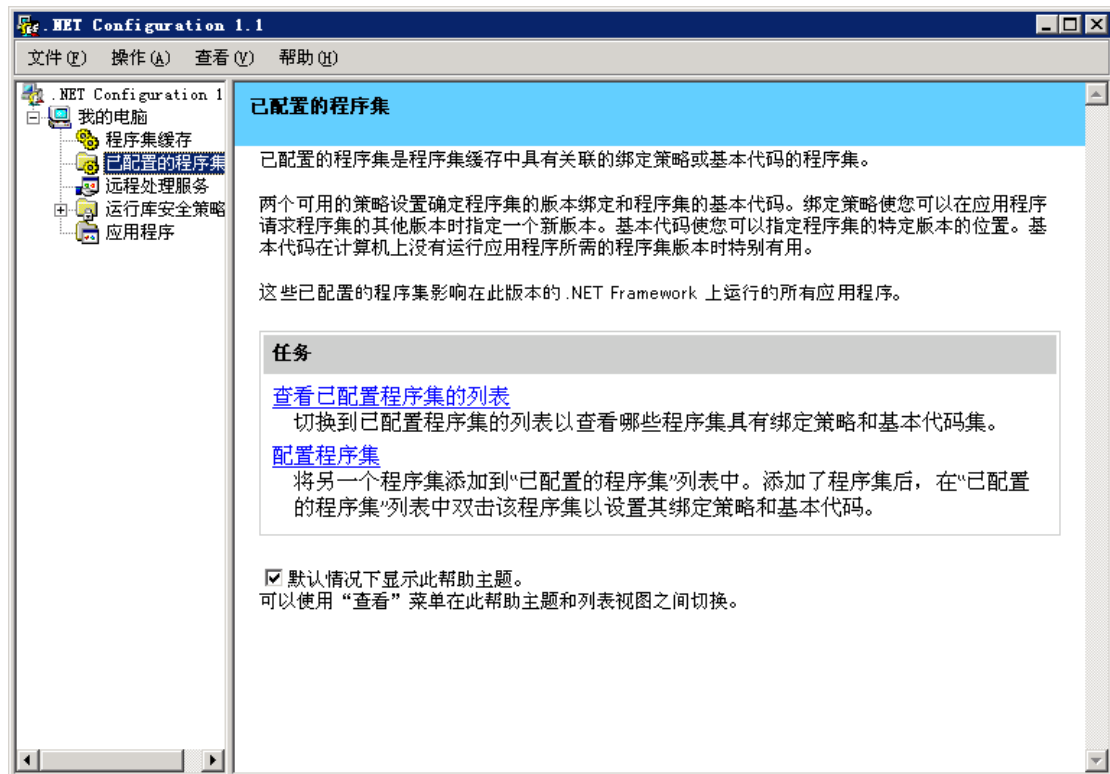 .NET Configuration 1.1
文件(F) 操作(A) 查看(V) 帮助(H)
.NET Configuration 1
我的电脑
程序集缓存
已配置的程序集
远程处理服务
运行库安全策略
应用程序
已配置的程序集
已配置的程序集是程序集缓存中具有关联的绑定策略或基本代码的程序集。
两个可用的策略设置确定程序集的版本绑定和程序集的基本代码。绑定策略使您可以在应用程序
请求程序集的其他版本时指定一个新版本。基本代码使您可以指定程序集的特定版本的位置。基
本代码在计算机上没有运行应用程序所需的程序集版本时特别有用。
这些已配置的程序集影响在此版本的 .NET Framework 上运行的所有应用程序。
任务
查看已配置程序集的列表
切换到已配置程序集的列表以查看哪些程序集具有绑定策略和基本代码集。
配置程序集
将另一个程序集添加到“已配置的程序集”列表中。添加了程序集后，在“已配置
的程序集”列表中双击该程序集以设置其绑定策略和基本代码。
默认情况下显示此帮助主题。
可以使用“查看”菜单在此帮助主题和列表视图之间切换。